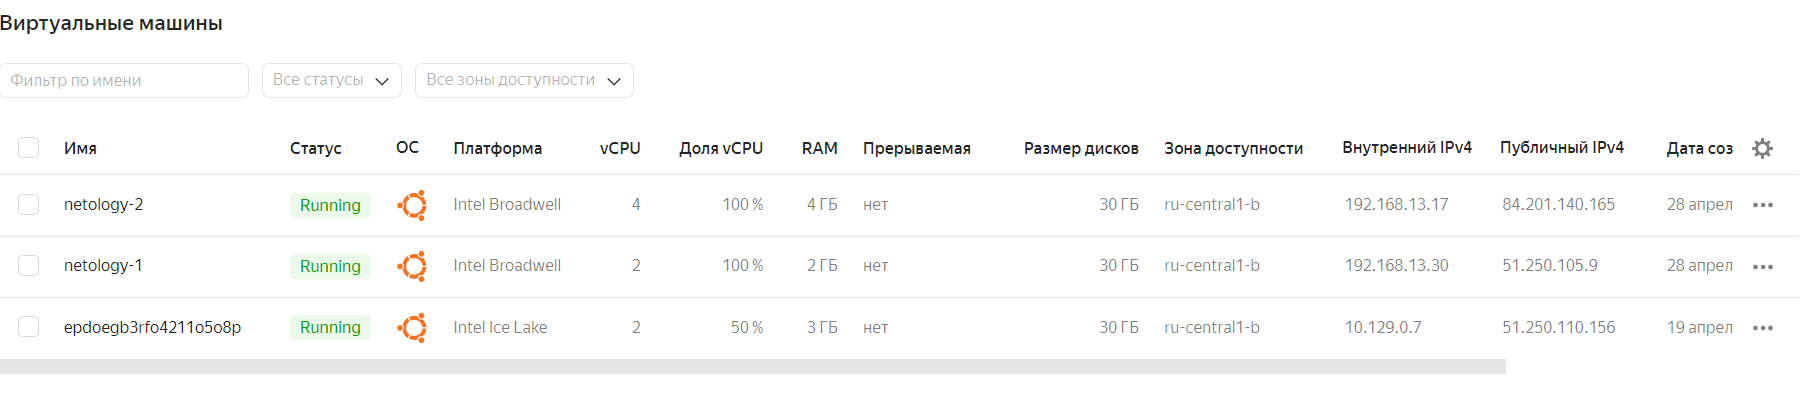 Виртуальные машины
Фильтр по имени Все статусы Все зоны доступности
Имя Статус ОС Платформа vCPU Доля vCPU RAM Прерываемая Размер дисков Зона доступности Внутренний IPv4 Публичный IPv4 Дата соз
netology-2 Running Intel Broadwell 4 100 % 4 ГБ нет 30 ГБ ru-central1-b 192.168.13.17 84.201.140.165 28 апрел
netology-1 Running Intel Broadwell 2 100 % 2 ГБ нет 30 ГБ ru-central1-b 192.168.13.30 51.250.105.9 28 апрел
epdoegb3rfo4211o5o8p Running Intel Ice Lake 2 50 % 3 ГБ нет 30 ГБ ru-central1-b 10.129.0.7 51.250.110.156 19 апрел